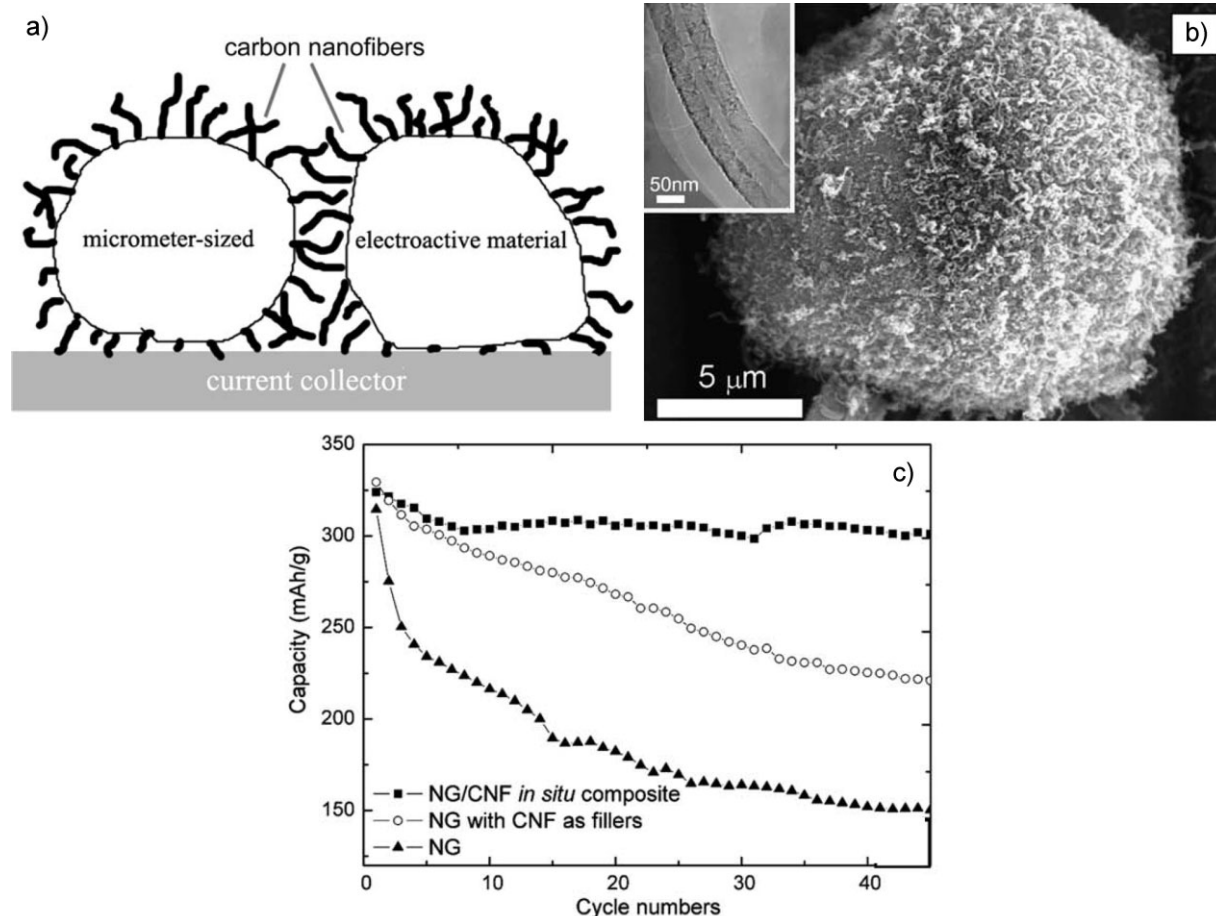 a)
carbon nanofibers
micrometer-sized
electroactive material
current collector
b)
50nm
5 μm
c)
Capacity (mAh/g)
350
300
250
200
150
NG/CNF in situ composite
NG with CNF as fillers
NG
0 10 20 30 40
Cycle numbers